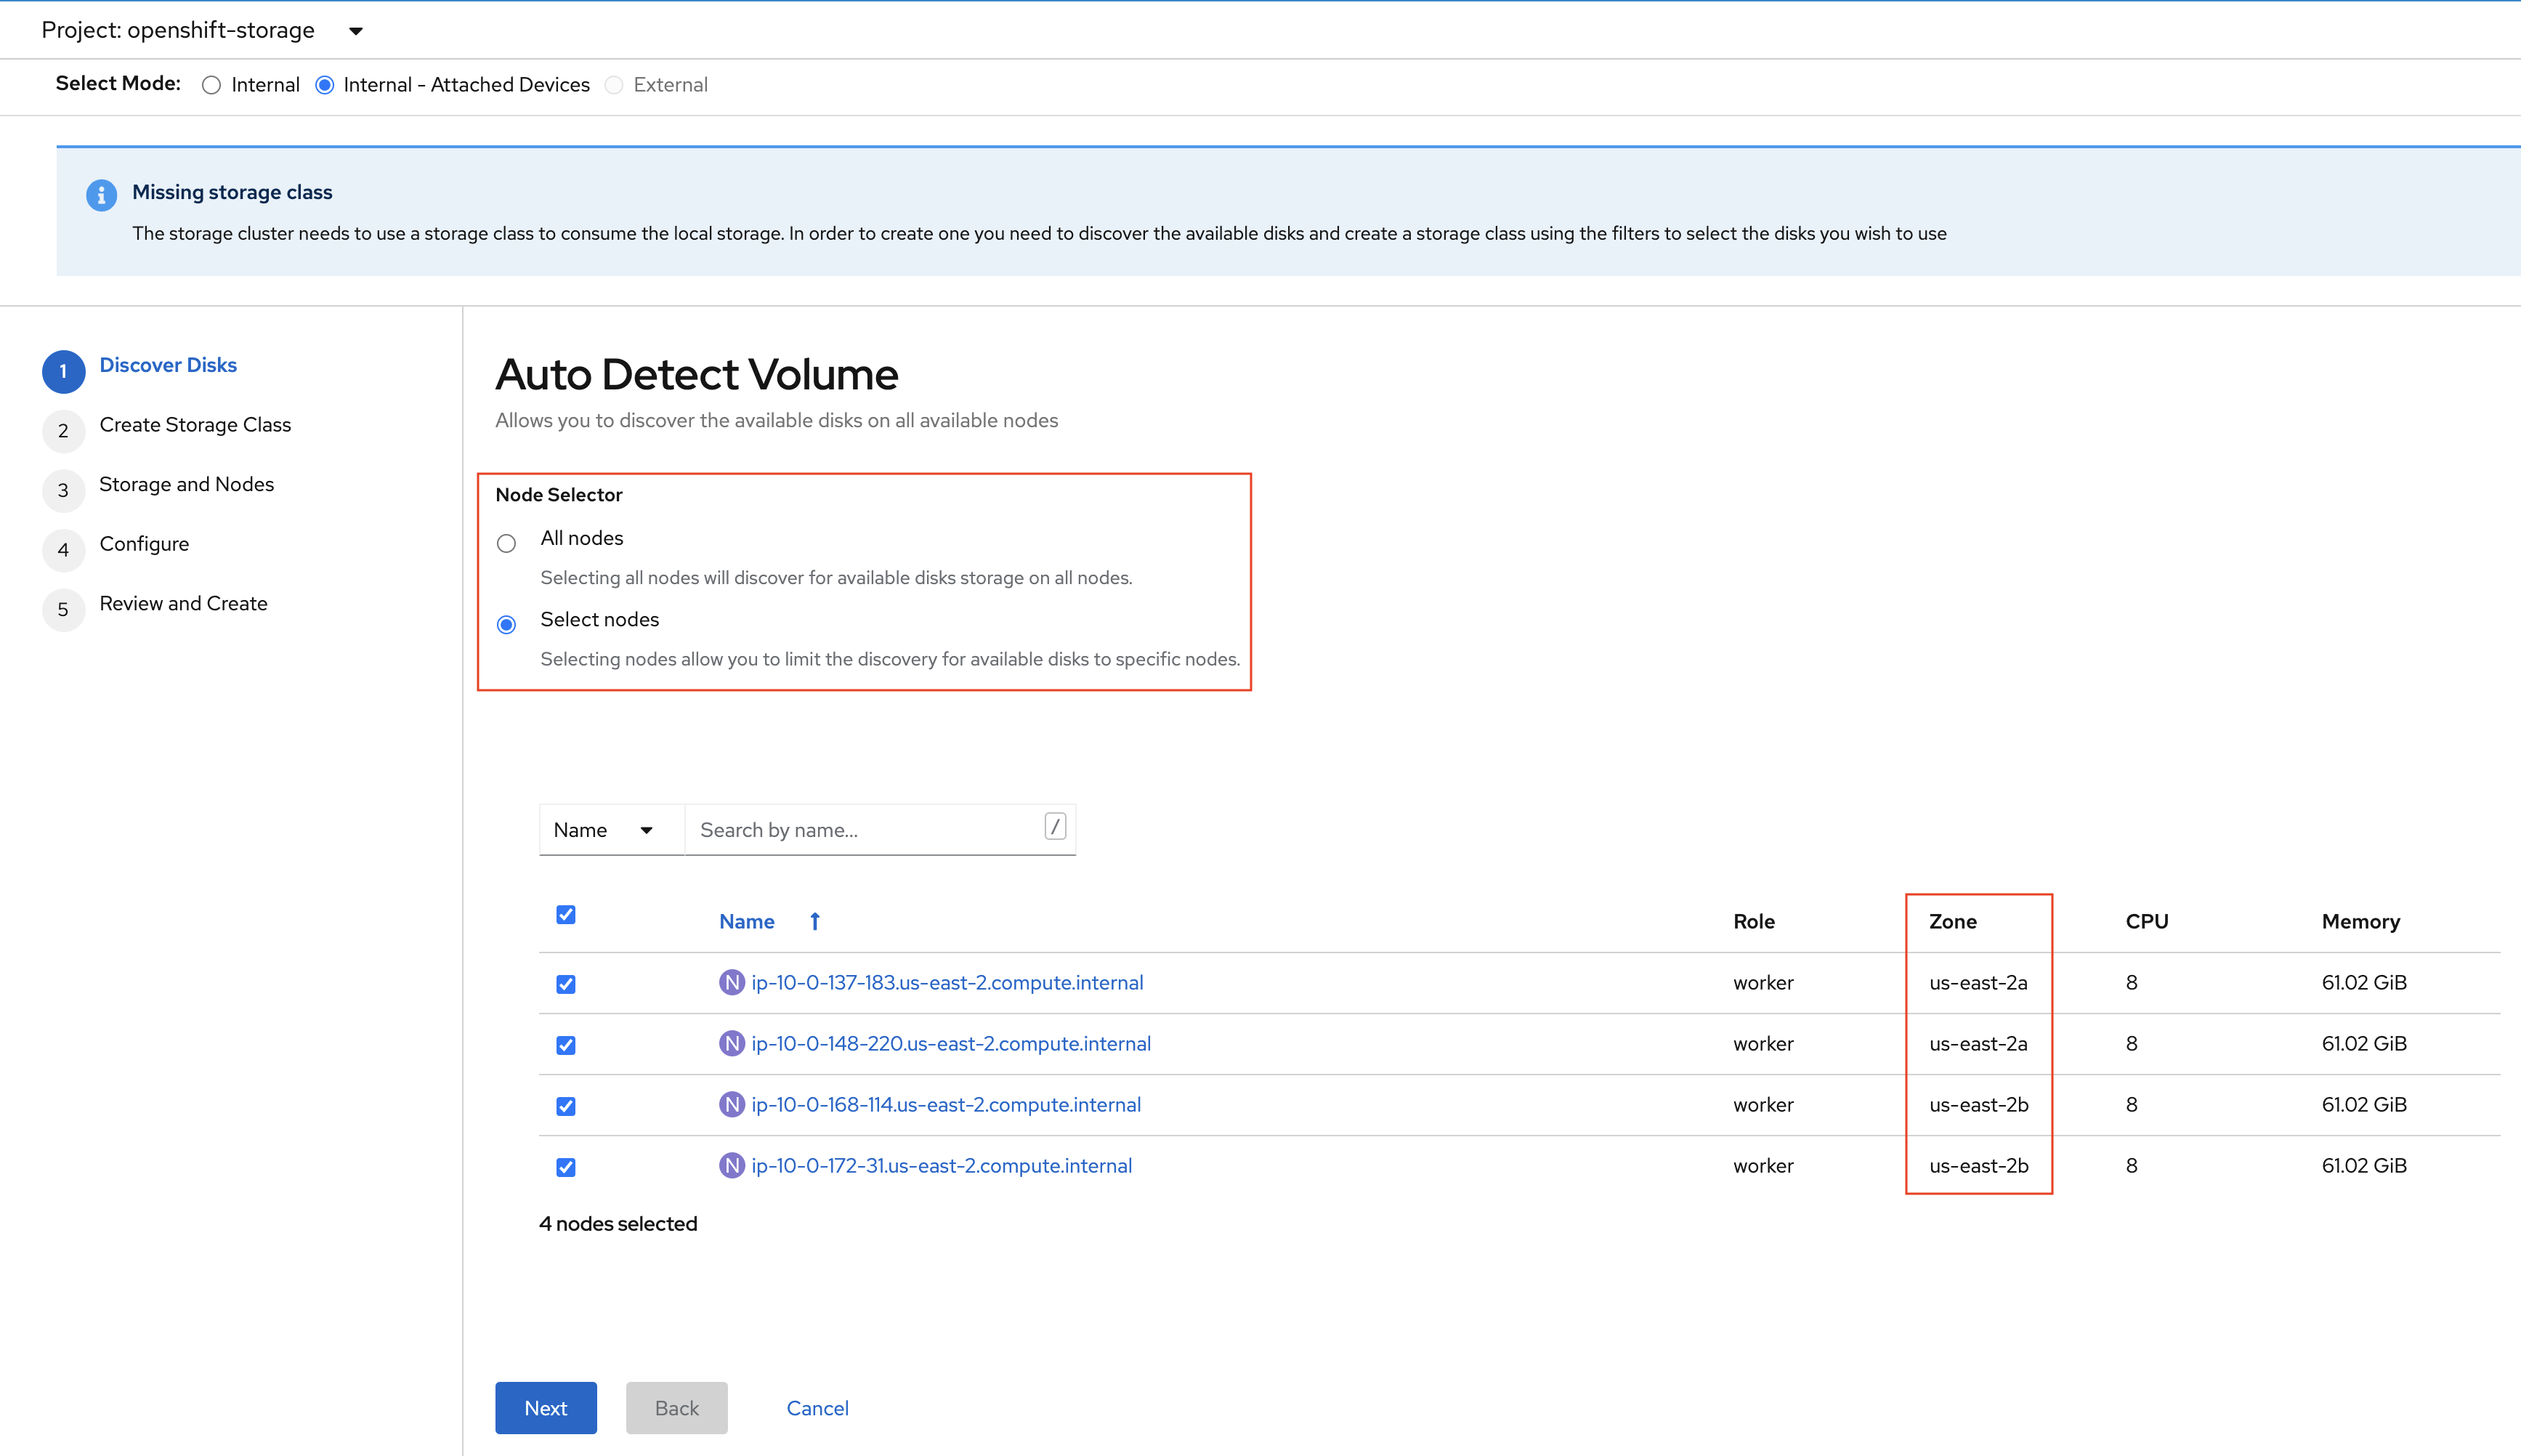 Project: openshift-storage
Select Mode: Internal Internal - Attached Devices External
Missing storage class
The storage cluster needs to use a storage class to consume the local storage. In order to create one you need to discover the available disks and create a storage class using the filters to select the disks you wish to use
1 Discover Disks
2 Create Storage Class
3 Storage and Nodes
4 Configure
5 Review and Create
Auto Detect Volume
Allows you to discover the available disks on all available nodes
Node Selector
All nodes
Selecting all nodes will discover for available disks storage on all nodes.
Select nodes
Selecting nodes allow you to limit the discovery for available disks to specific nodes.
Name Search by name... /
Name Role Zone CPU Memory
N ip-10-0-137-183.us-east-2.compute.internal worker us-east-2a 8 61.02 GiB
N ip-10-0-148-220.us-east-2.compute.internal worker us-east-2a 8 61.02 GiB
N ip-10-0-168-114.us-east-2.compute.internal worker us-east-2b 8 61.02 GiB
N ip-10-0-172-31.us-east-2.compute.internal worker us-east-2b 8 61.02 GiB
4 nodes selected
Next Back Cancel